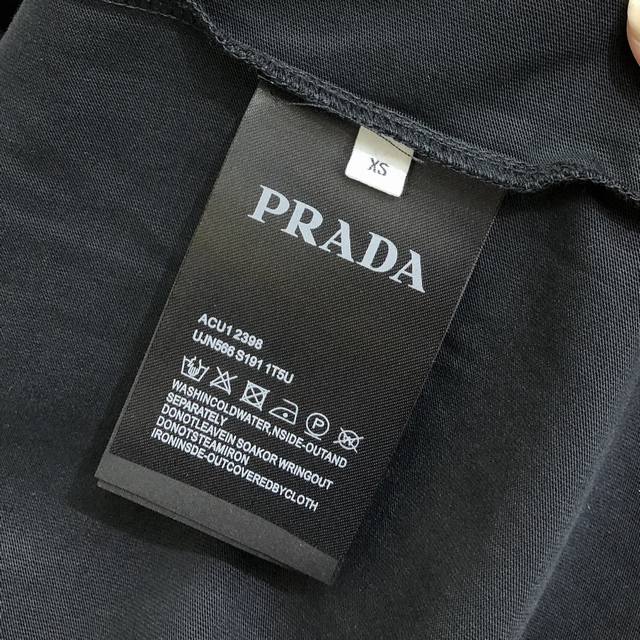 XS
PRADA
ACU1 2398
UJN566 S191 1T5U
WASHINCOLDWATER,NSIDE-OUTAND
SEPARATELY
DONOTLEAVEIN SOAKOR WRINGOUT
DONOTSTEAMIRON
IRONINSDE-OUTCOVEREDBYCLOTH